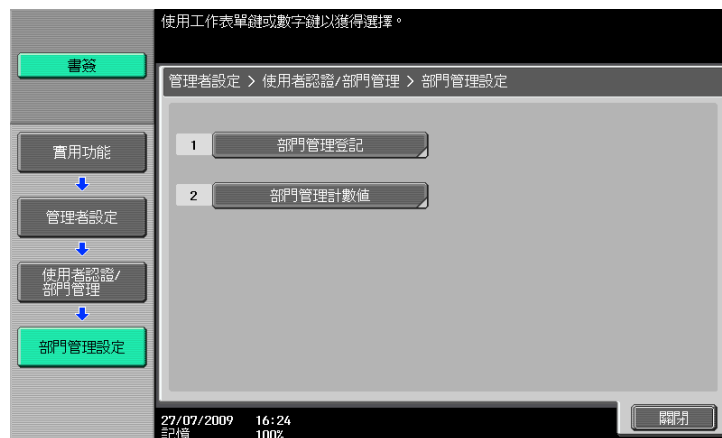 使用工作表單鍵或數字鍵以獲得選擇。
書簽
管理者設定 > 使用者認證/部門管理 > 部門管理設定
實用功能
管理者設定
使用者認證/
部門管理
部門管理設定
1 部門管理登記
2 部門管理計數值
27/07/2009 16:24
記憶 100%
關閉